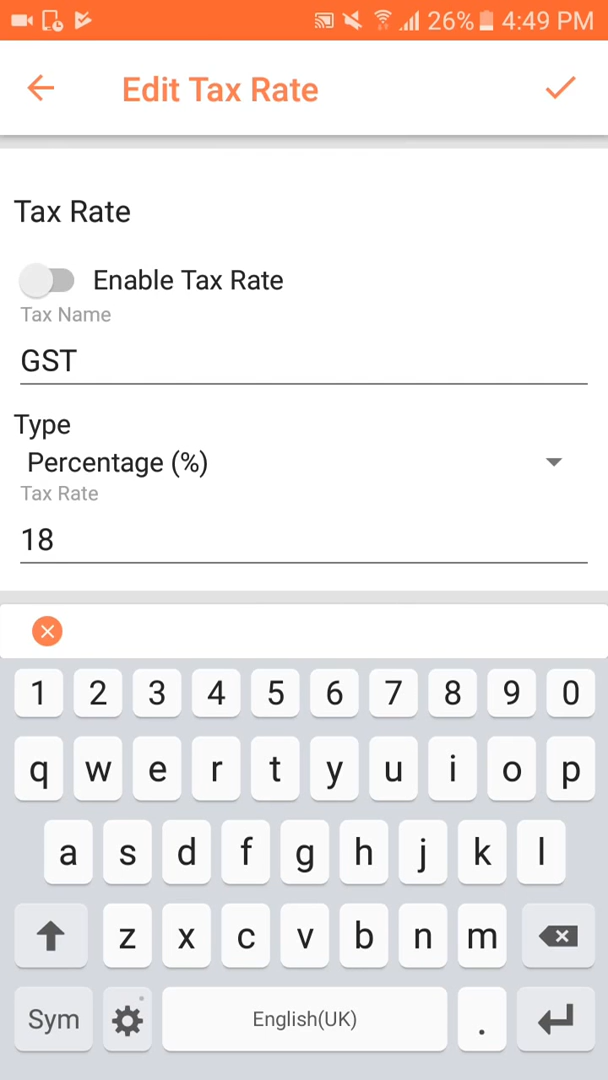 26% 4:49 PM
Edit Tax Rate
Tax Rate
Enable Tax Rate
Tax Name
GST
Type
Percentage (%)
Tax Rate
18
1 2 3 4 5 6 7 8 9 0
q w e r t y u i o p
a s d f g h j k l
z x c v b n m
Sym English(UK) .